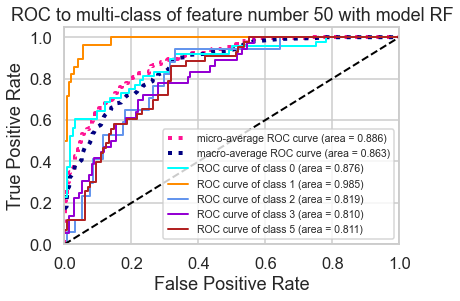 ROC to multi-class of feature number 50 with model RF
True Positive Rate
1.0
0.8
0.6
0.4
0.2
0.0
micro-average ROC curve (area = 0.886)
macro-average ROC curve (area = 0.863)
ROC curve of class 0 (area = 0.876)
ROC curve of class 1 (area = 0.985)
ROC curve of class 2 (area = 0.819)
ROC curve of class 3 (area = 0.810)
ROC curve of class 5 (area = 0.811)
0.0 0.2 0.4 0.6 0.8 1.0
False Positive Rate